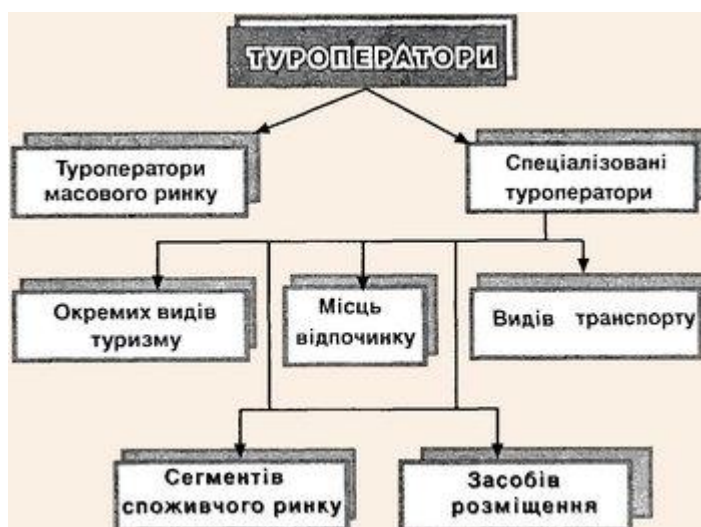 ТУРОПЕРАТОРИ
Туроператори
масового ринку
Спеціалізовані
туроператори
Окремих видів
туризму
Місць
відпочинку
Видів транспорту
Сегментів
споживчого ринку
Засобів
розміщення